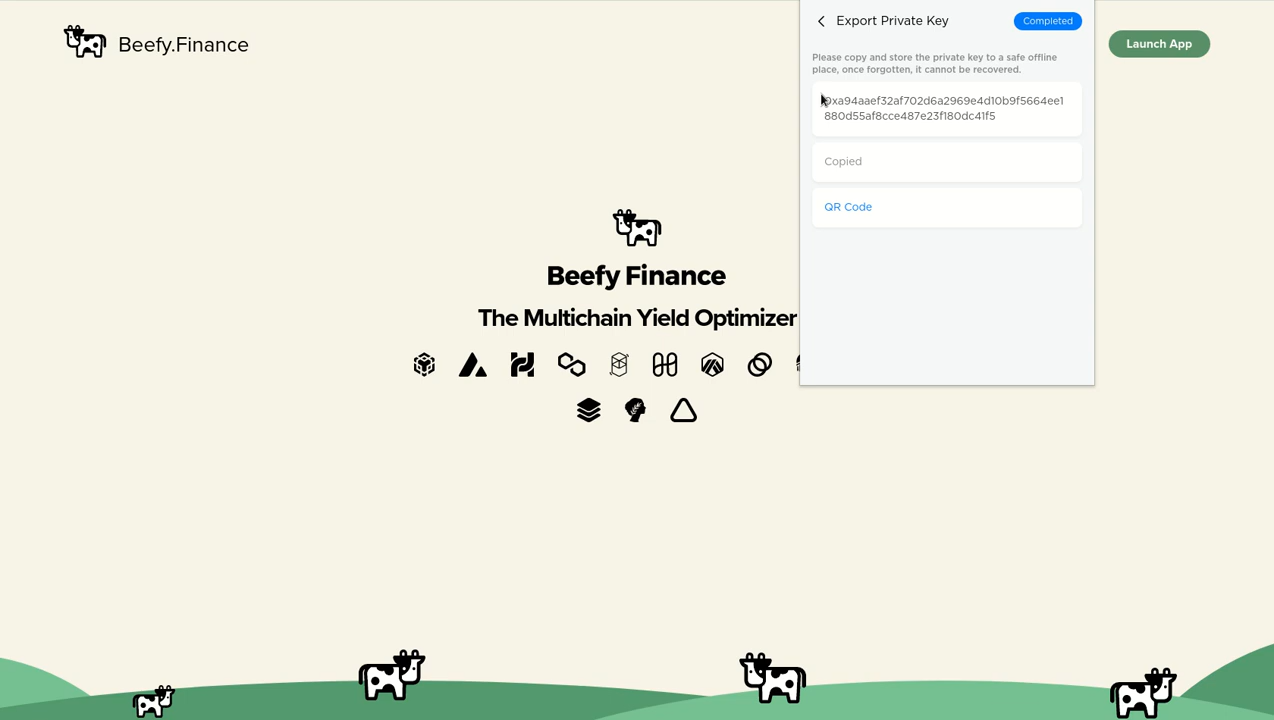 Beefy.Finance
Export Private Key
Completed
Launch App
Please copy and store the private key to a safe offline
place, once forgotten, it cannot be recovered.
0xa94aaef32af702d6a2969e4d10b9f5664ee1
880d55af8cce487e23f180dc41f5
Copied
QR Code
Beefy Finance
The Multichain Yield Optimizer